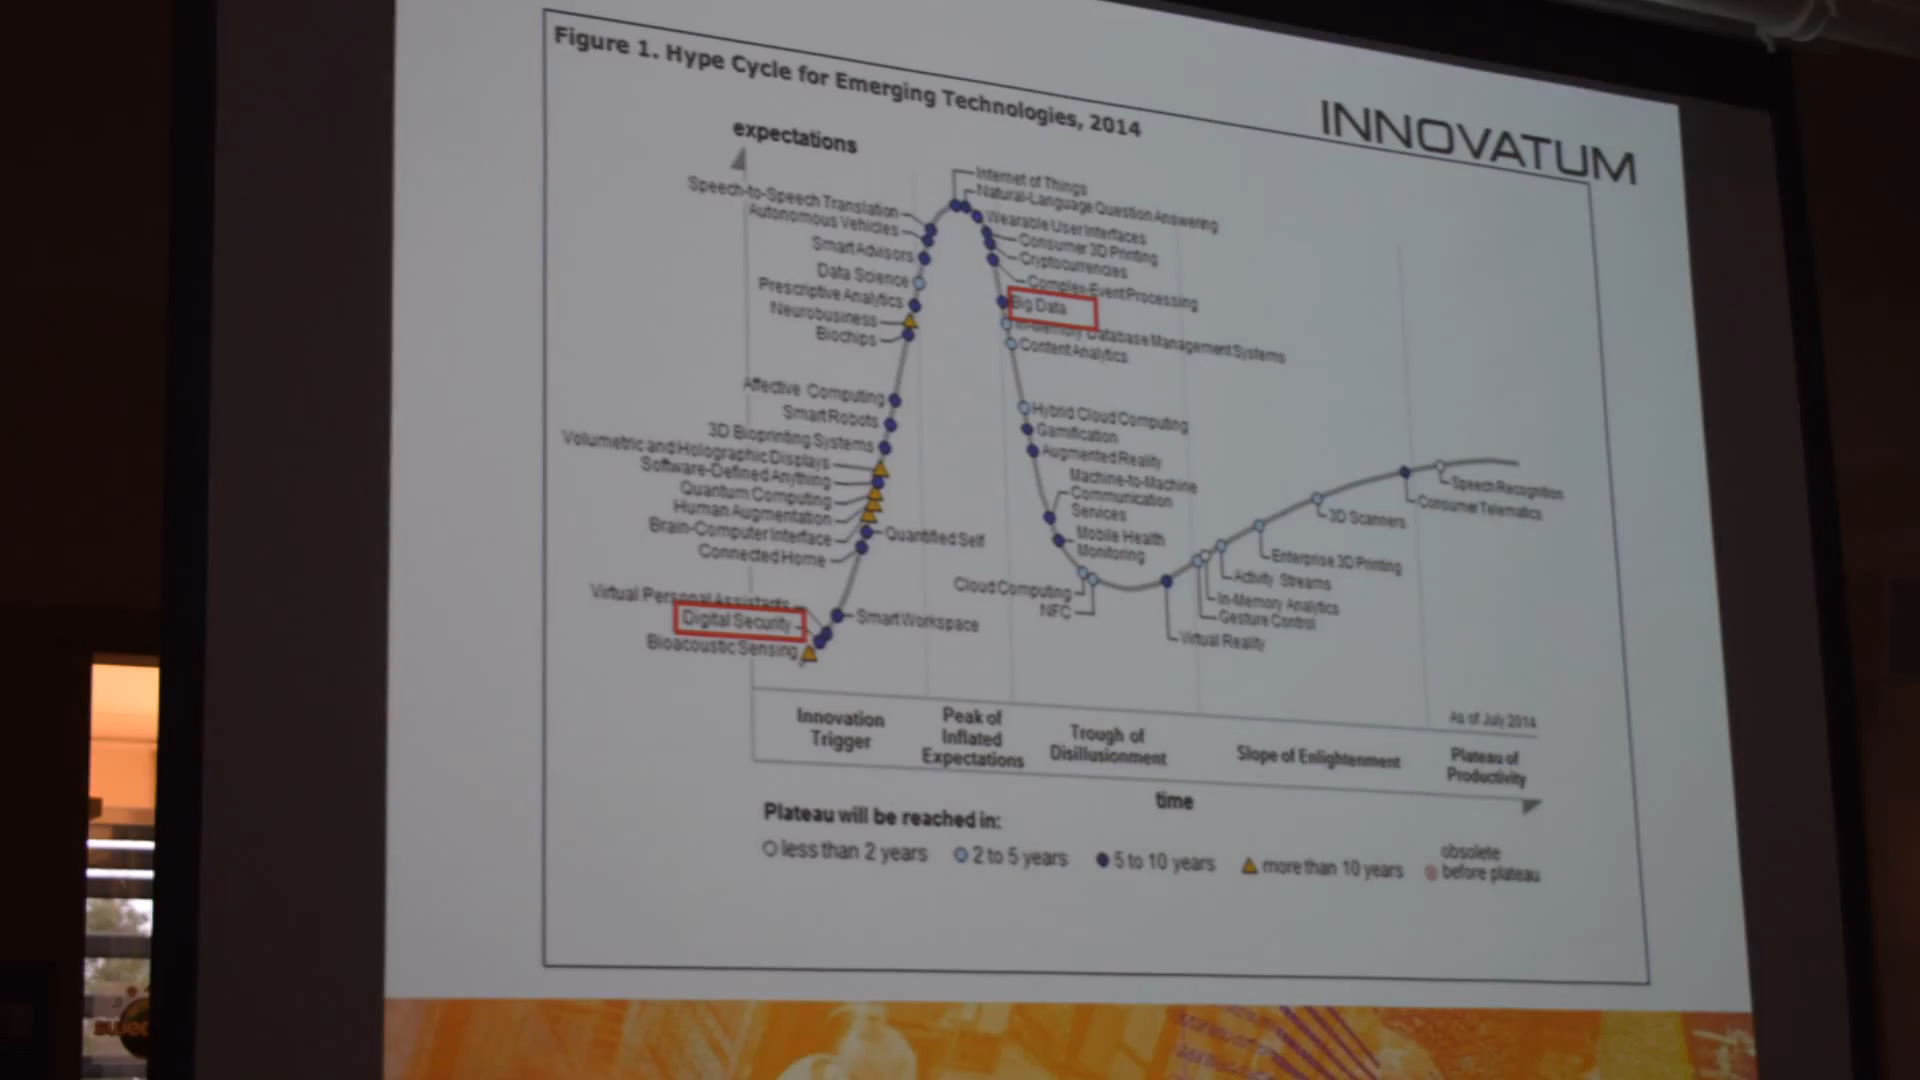 Figure 1. Hype Cycle for Emerging Technologies, 2014
INNOVATUM
expectations
Internet of Things
Natural-Language Question Answering
Wearable User Interfaces
Consumer 3D Printing
Cryptocurrencies
Complex-Event Processing
Big Data
In-Memory Database Management Systems
Content Analytics
Speech-to-Speech Translation
Autonomous Vehicles
Smart Advisors
Data Science
Prescriptive Analytics
Neurobusiness
Biochips
Affective Computing
Smart Robots
3D Bioprinting Systems
Volumetric and Holographic Displays
Software-Defined Anything
Quantum Computing
Human Augmentation
Brain-Computer Interface
Connected Home
Quantified Self
Virtual Personal Assistants
Digital Security
Bioacoustic Sensing
Smart Workspace
Hybrid Cloud Computing
Gamification
Augmented Reality
Machine-to-Machine
Communication
Services
Mobile Health
Monitoring
Cloud Computing
NFC
Speech Recognition
Consumer Telematics
3D Scanners
Enterprise 3D Printing
Activity Streams
In-Memory Analytics
Gesture Control
Virtual Reality
As of July 2014
Innovation
Trigger
Peak of
Inflated
Expectations
Trough of
Disillusionment
Slope of Enlightenment
Plateau of
Productivity
time
Plateau will be reached in:
less than 2 years
2 to 5 years
5 to 10 years
more than 10 years
obsolete
before plateau